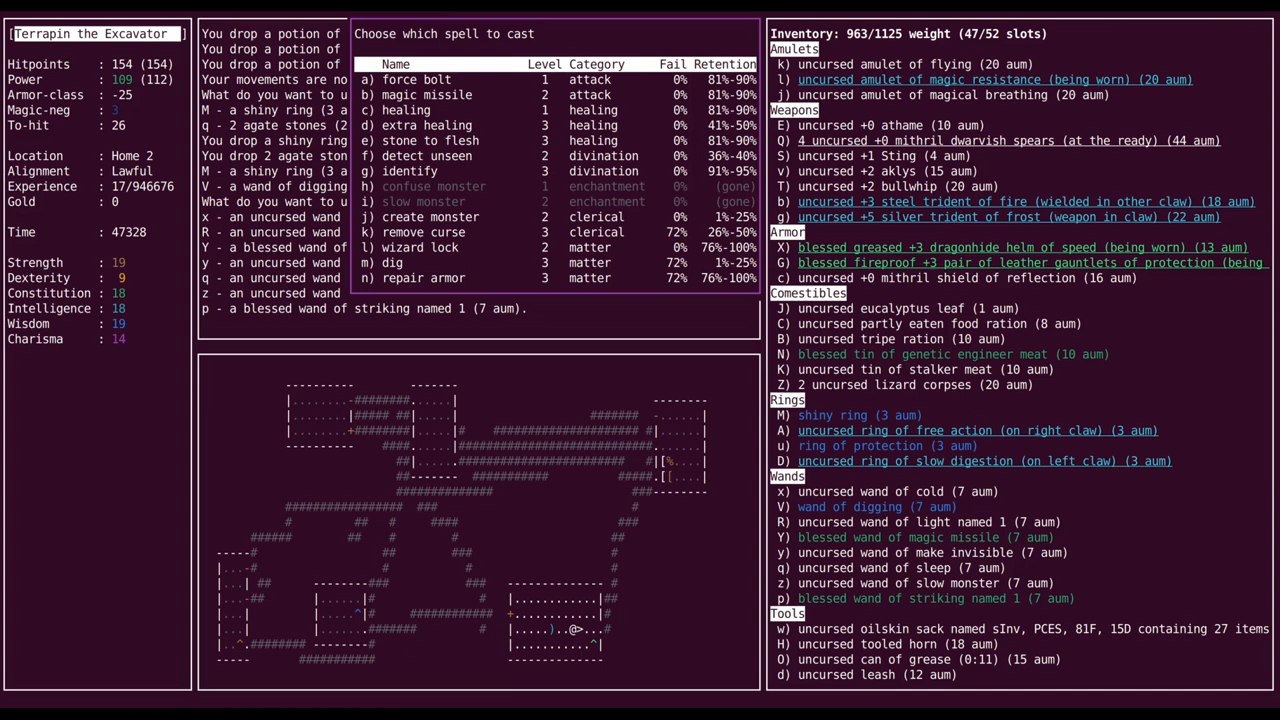 [Terrapin the Excavator ]
Hitpoints : 154 (154)
Power : 109 (112)
Armor-class : -25
Magic-neg : 3
To-hit : 26
Location : Home 2
Alignment : Lawful
Experience : 17/946676
Gold : 0
Time : 47328
Strength : 19
Dexterity : 9
Constitution : 18
Intelligence : 18
Wisdom : 19
Charisma : 14
You drop a potion of
You drop a potion of
You drop a potion of
Your movements are no
What do you want to u
M - a shiny ring (3 a
q - 2 agate stones (2
You drop a shiny ring
You drop 2 agate ston
M - a shiny ring (3 a
V - a wand of digging
What do you want to u
x - an uncursed wand
R - an uncursed wand
Y - a blessed wand of
y - an uncursed wand
q - an uncursed wand
z - an uncursed wand
p - a blessed wand of striking named 1 (7 aum).
Choose which spell to cast
Name Level Category Fail Retention
a) force bolt 1 attack 0% 81%-90%
b) magic missile 2 attack 0% 81%-90%
c) healing 1 healing 0% 81%-90%
d) extra healing 3 healing 0% 41%-50%
e) stone to flesh 3 healing 0% 81%-90%
f) detect unseen 2 divination 0% 36%-40%
g) identify 3 divination 0% 91%-95%
h) confuse monster 1 enchantment 0% (gone)
i) slow monster 2 enchantment 0% (gone)
j) create monster 2 clerical 0% 1%-25%
k) remove curse 3 clerical 72% 26%-50%
l) wizard lock 2 matter 0% 76%-100%
m) dig 3 matter 72% 1%-25%
n) repair armor 3 matter 72% 76%-100%
Inventory: 963/1125 weight (47/52 slots)
Amulets
k) uncursed amulet of flying (20 aum)
l) uncursed amulet of magic resistance (being worn) (20 aum)
j) uncursed amulet of magical breathing (20 aum)
Weapons
E) uncursed +0 athame (10 aum)
Q) 4 uncursed +0 mithril dwarvish spears (at the ready) (44 aum)
S) uncursed +1 Sting (4 aum)
v) uncursed +2 aklys (15 aum)
T) uncursed +2 bullwhip (20 aum)
b) uncursed +3 steel trident of fire (wielded in other claw) (18 aum)
g) uncursed +5 silver trident of frost (weapon in claw) (22 aum)
Armor
X) blessed greased +3 dragonhide helm of speed (being worn) (13 aum)
G) blessed fireproof +3 pair of leather gauntlets of protection (being
c) uncursed +0 mithril shield of reflection (16 aum)
Comestibles
J) uncursed eucalyptus leaf (1 aum)
C) uncursed partly eaten food ration (8 aum)
B) uncursed tripe ration (10 aum)
N) blessed tin of genetic engineer meat (10 aum)
K) uncursed tin of stalker meat (10 aum)
Z) 2 uncursed lizard corpses (20 aum)
Rings
M) shiny ring (3 aum)
A) uncursed ring of free action (on right claw) (3 aum)
u) ring of protection (3 aum)
D) uncursed ring of slow digestion (on left claw) (3 aum)
Wands
x) uncursed wand of cold (7 aum)
V) wand of digging (7 aum)
R) uncursed wand of light named 1 (7 aum)
Y) blessed wand of magic missile (7 aum)
y) uncursed wand of make invisible (7 aum)
q) uncursed wand of sleep (7 aum)
z) uncursed wand of slow monster (7 aum)
p) blessed wand of striking named 1 (7 aum)
Tools
w) uncursed oilskin sack named sInv, PCES, 81F, 15D containing 27 items
H) uncursed tooled horn (18 aum)
O) uncursed can of grease (0:11) (15 aum)
d) uncursed leash (12 aum)